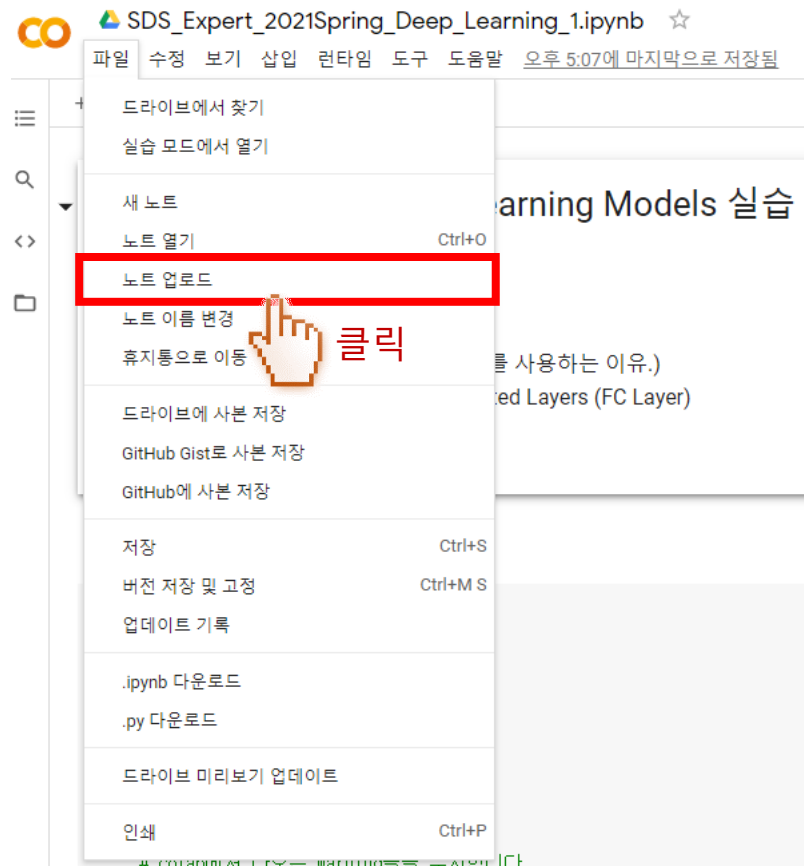 SDS_Expert_2021Spring_Deep_Learning_1.ipynb
파일 수정 보기 삽입 런타임 도구 도움말 오후 5:07에 마지막으로 저장됨
드라이브에서 찾기
실습 모드에서 열기
새 노트
arning Models 실습
노트 열기 Ctrl+O
노트 업로드
노트 이름 변경
클릭
휴지통으로 이동
를 사용하는 이유.)
ted Layers (FC Layer)
드라이브에 사본 저장
GitHub Gist로 사본 저장
GitHub에 사본 저장
저장 Ctrl+S
버전 저장 및 고정 Ctrl+M S
업데이트 기록
.ipynb 다운로드
.py 다운로드
드라이브 미리보기 업데이트
인쇄 Ctrl+P